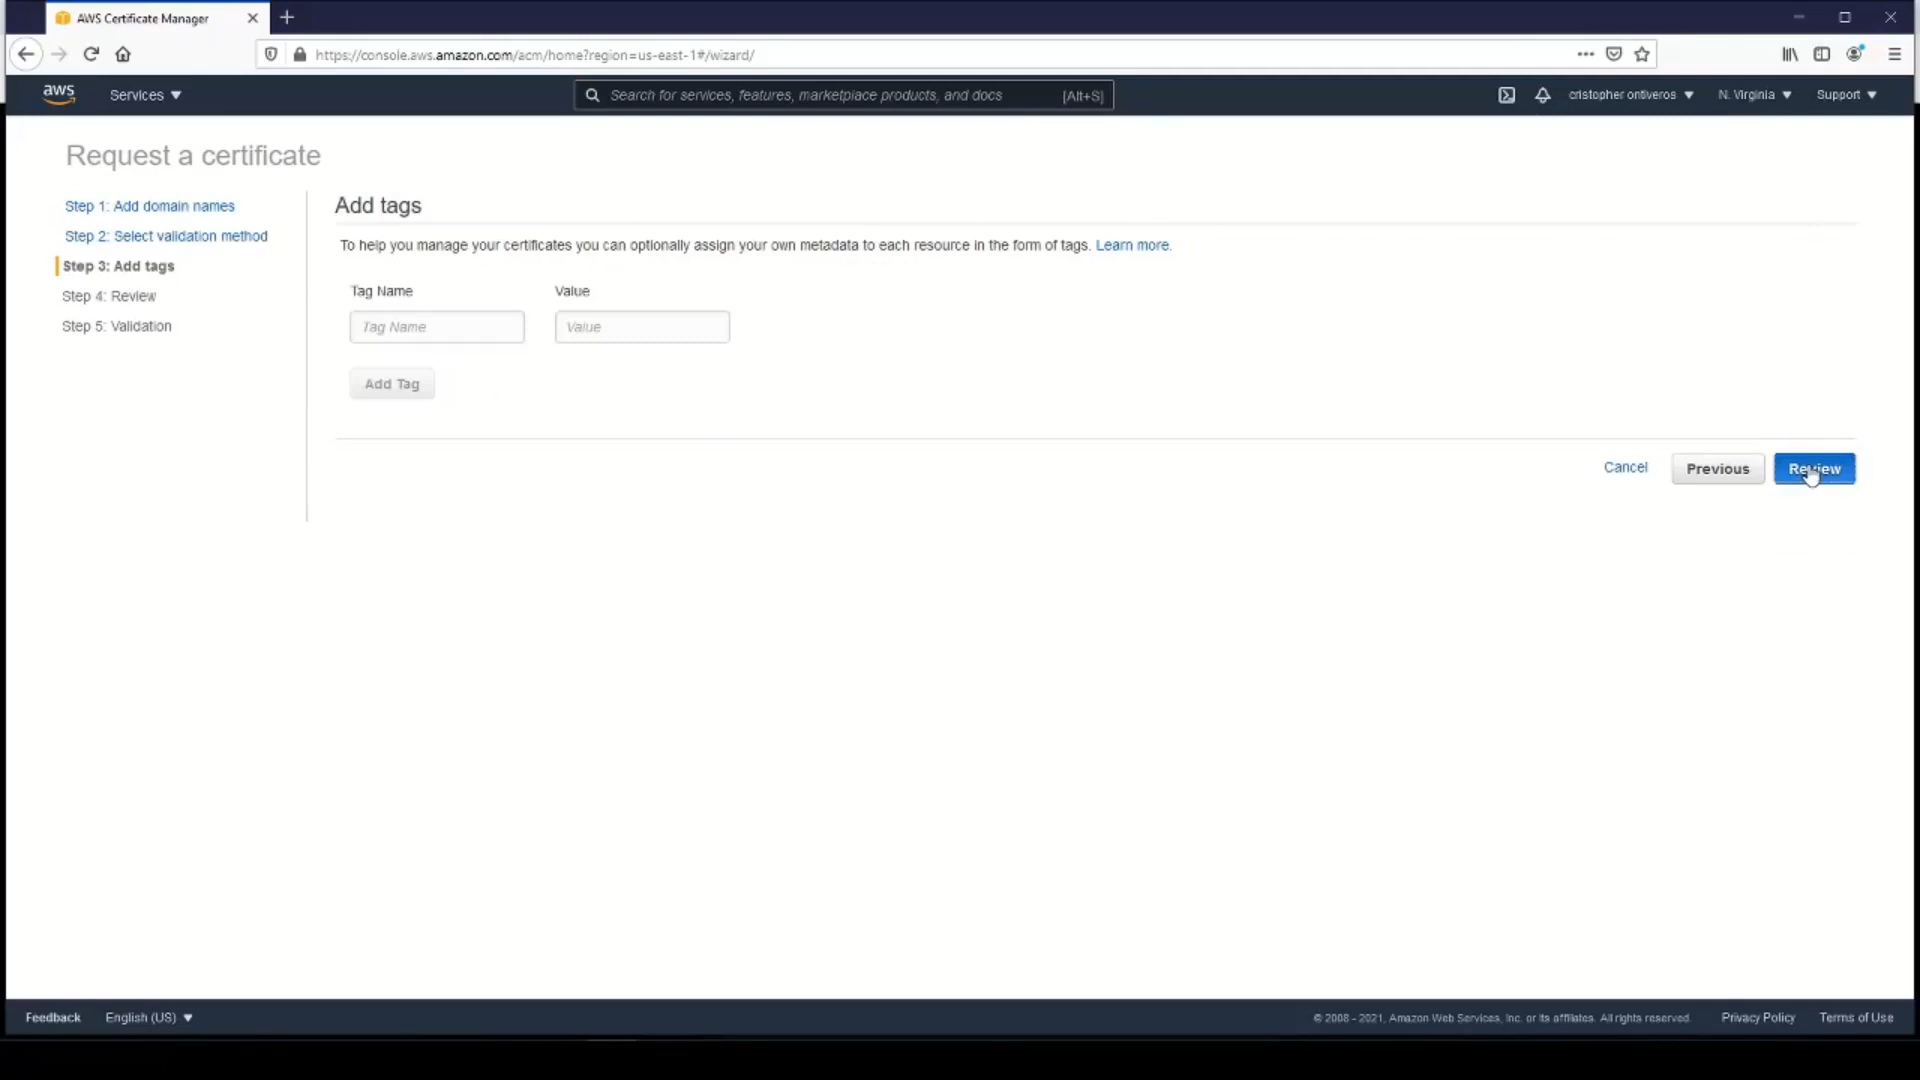 AWS Certificate Manager
https://console.aws.amazon.com/acm/home?region=us-east-1#/wizard/
aws
Services
Search for services, features, marketplace products, and docs
[Alt+S]
cristopher ontiveros
N. Virginia
Support
Request a certificate
Step 1: Add domain names
Step 2: Select validation method
Step 3: Add tags
Step 4: Review
Step 5: Validation
Add tags
To help you manage your certificates you can optionally assign your own metadata to each resource in the form of tags. Learn more.
Tag Name
Value
Tag Name
Value
Add Tag
Cancel
Previous
Review
Feedback
English (US)
© 2008 - 2021, Amazon Web Services, Inc. or its affiliates. All rights reserved.
Privacy Policy
Terms of Use